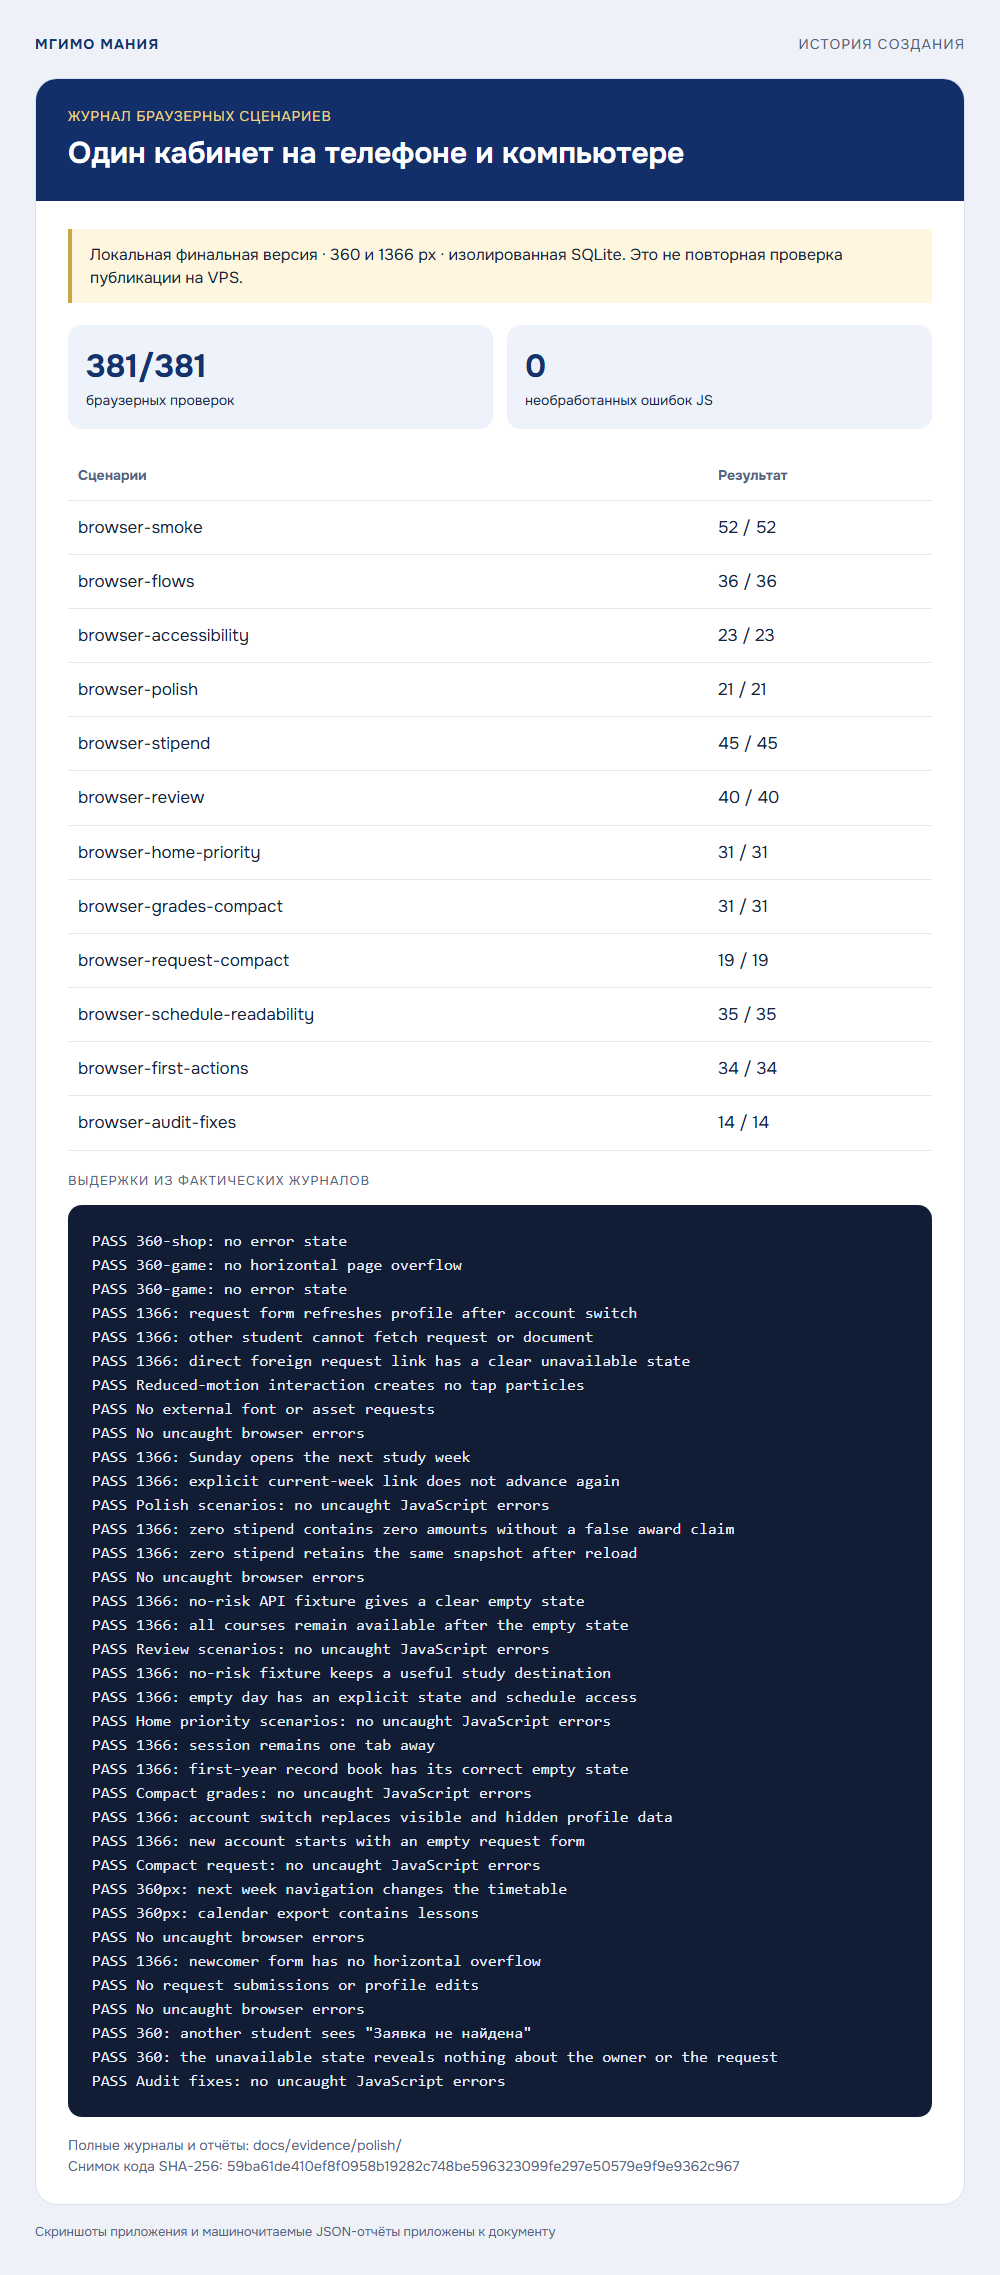 МГИМО МАНИЯ
ИСТОРИЯ СОЗДАНИЯ
ЖУРНАЛ БРАУЗЕРНЫХ СЦЕНАРИЕВ
Один кабинет на телефоне и компьютере
Локальная финальная версия · 360 и 1366 px · изолированная SQLite. Это не повторная проверка
публикации на VPS.
381/381
браузерных проверок
0
необработанных ошибок JS
Сценарии Результат
browser-smoke 52 / 52
browser-flows 36 / 36
browser-accessibility 23 / 23
browser-polish 21 / 21
browser-stipend 45 / 45
browser-review 40 / 40
browser-home-priority 31 / 31
browser-grades-compact 31 / 31
browser-request-compact 19 / 19
browser-schedule-readability 35 / 35
browser-first-actions 34 / 34
browser-audit-fixes 14 / 14
ВЫДЕРЖКИ ИЗ ФАКТИЧЕСКИХ ЖУРНАЛОВ
PASS 360-shop: no error state
PASS 360-game: no horizontal page overflow
PASS 360-game: no error state
PASS 1366: request form refreshes profile after account switch
PASS 1366: other student cannot fetch request or document
PASS 1366: direct foreign request link has a clear unavailable state
PASS Reduced-motion interaction creates no tap particles
PASS No external font or asset requests
PASS No uncaught browser errors
PASS 1366: Sunday opens the next study week
PASS 1366: explicit current-week link does not advance again
PASS Polish scenarios: no uncaught JavaScript errors
PASS 1366: zero stipend contains zero amounts without a false award claim
PASS 1366: zero stipend retains the same snapshot after reload
PASS No uncaught browser errors
PASS 1366: no-risk API fixture gives a clear empty state
PASS 1366: all courses remain available after the empty state
PASS Review scenarios: no uncaught JavaScript errors
PASS 1366: no-risk fixture keeps a useful study destination
PASS 1366: empty day has an explicit state and schedule access
PASS Home priority scenarios: no uncaught JavaScript errors
PASS 1366: session remains one tab away
PASS 1366: first-year record book has its correct empty state
PASS Compact grades: no uncaught JavaScript errors
PASS 1366: account switch replaces visible and hidden profile data
PASS 1366: new account starts with an empty request form
PASS Compact request: no uncaught JavaScript errors
PASS 360px: next week navigation changes the timetable
PASS 360px: calendar export contains lessons
PASS No uncaught browser errors
PASS 1366: newcomer form has no horizontal overflow
PASS No request submissions or profile edits
PASS No uncaught browser errors
PASS 360: another student sees "Заявка не найдена"
PASS 360: the unavailable state reveals nothing about the owner or the request
PASS Audit fixes: no uncaught JavaScript errors
Полные журналы и отчёты: docs/evidence/polish/
Снимок кода SHA-256: 59ba61de410ef8f0958b19282c748be596323099fe297e50579e9f9e9362c967
Скриншоты приложения и машиночитаемые JSON-отчёты приложены к документу